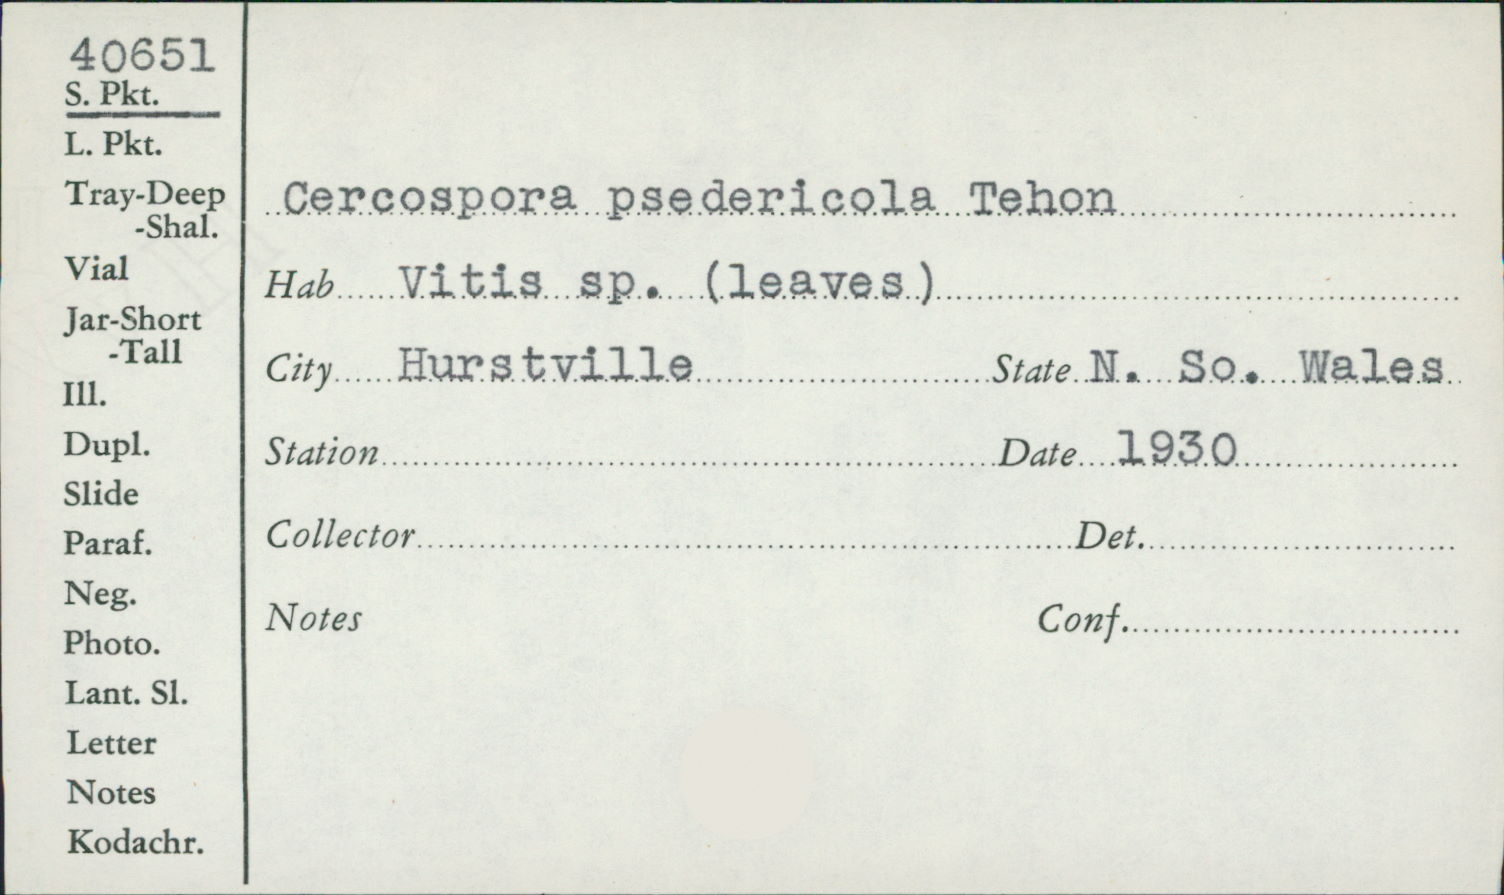 40651
S. Pkt.
L. Pkt.
Tray-Deep
-Shal.
Vial
Jar-Short
-Tall
Ill.
Dupl.
Slide
Paraf.
Neg.
Photo.
Lant. Sl.
Letter
Notes
Kodachr.
Cercospora psedericola Tehon
Hab Vitis sp. (leaves)
City Hurstville State N. So. Wales
Station Date 1930
Collector Det.
Notes Conf.